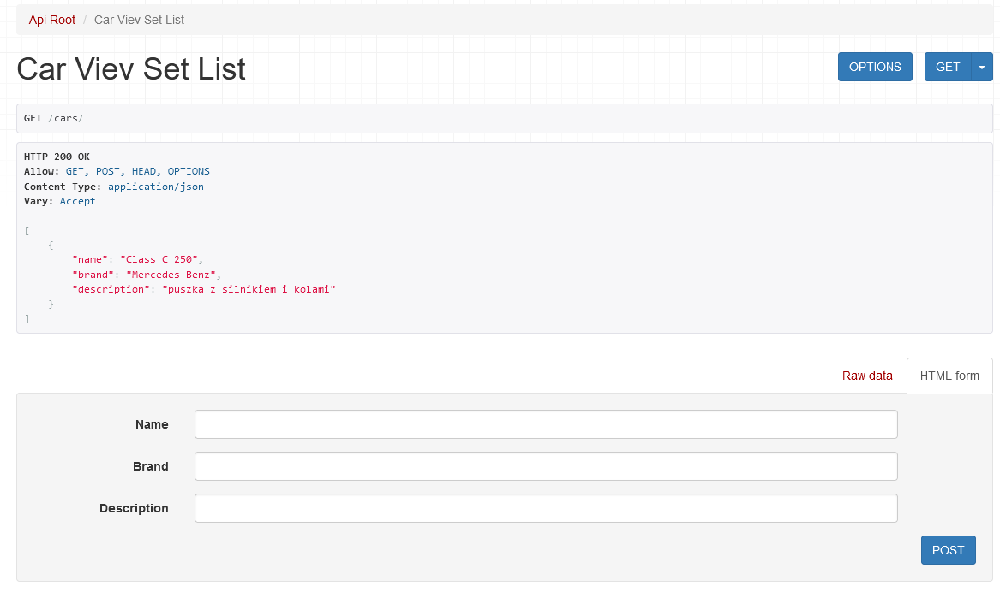 Api Root / Car Viev Set List
Car Viev Set List
OPTIONS
GET
GET /cars/
HTTP 200 OK
Allow: GET, POST, HEAD, OPTIONS
Content-Type: application/json
Vary: Accept
[
{
"name": "Class C 250",
"brand": "Mercedes-Benz",
"description": "puszka z silnikiem i kolami"
}
]
Raw data
HTML form
Name
Brand
Description
POST